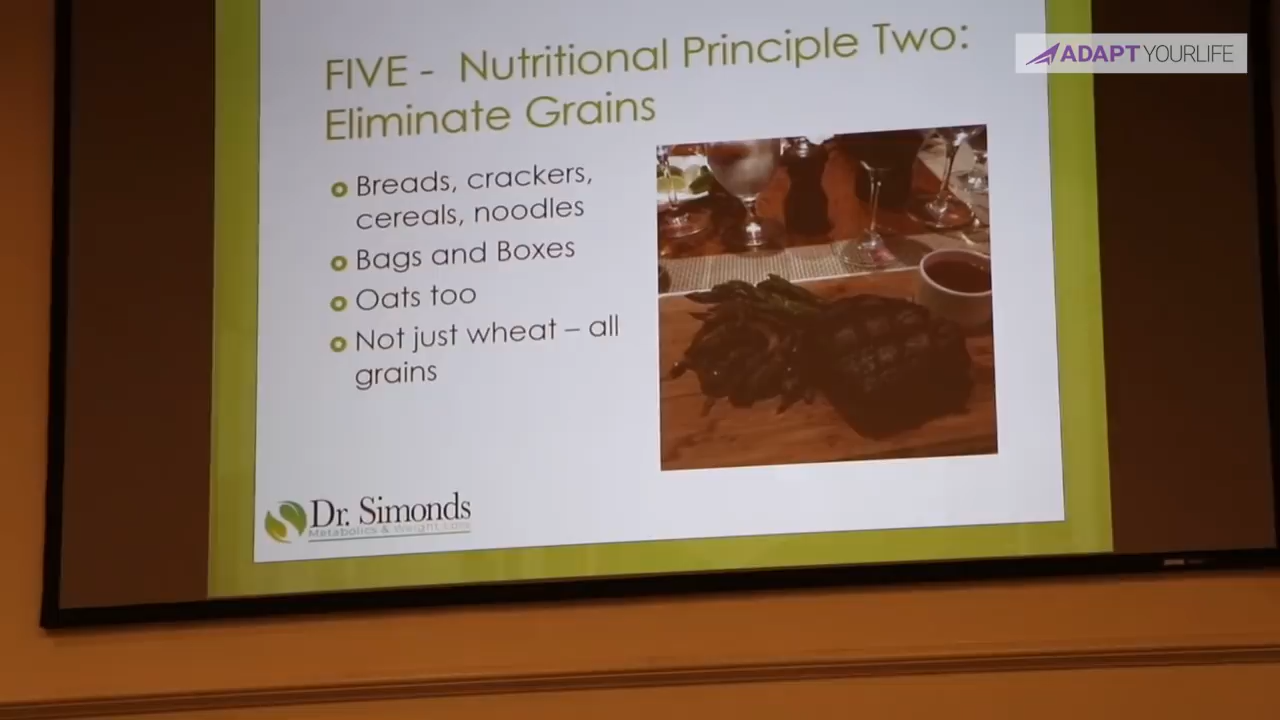 ADAPT YOURLIFE
FIVE - Nutritional Principle Two:
Eliminate Grains
Breads, crackers,
cereals, noodles
Bags and Boxes
Oats too
Not just wheat – all
grains
Dr. Simonds
Metabolics & Weight Loss